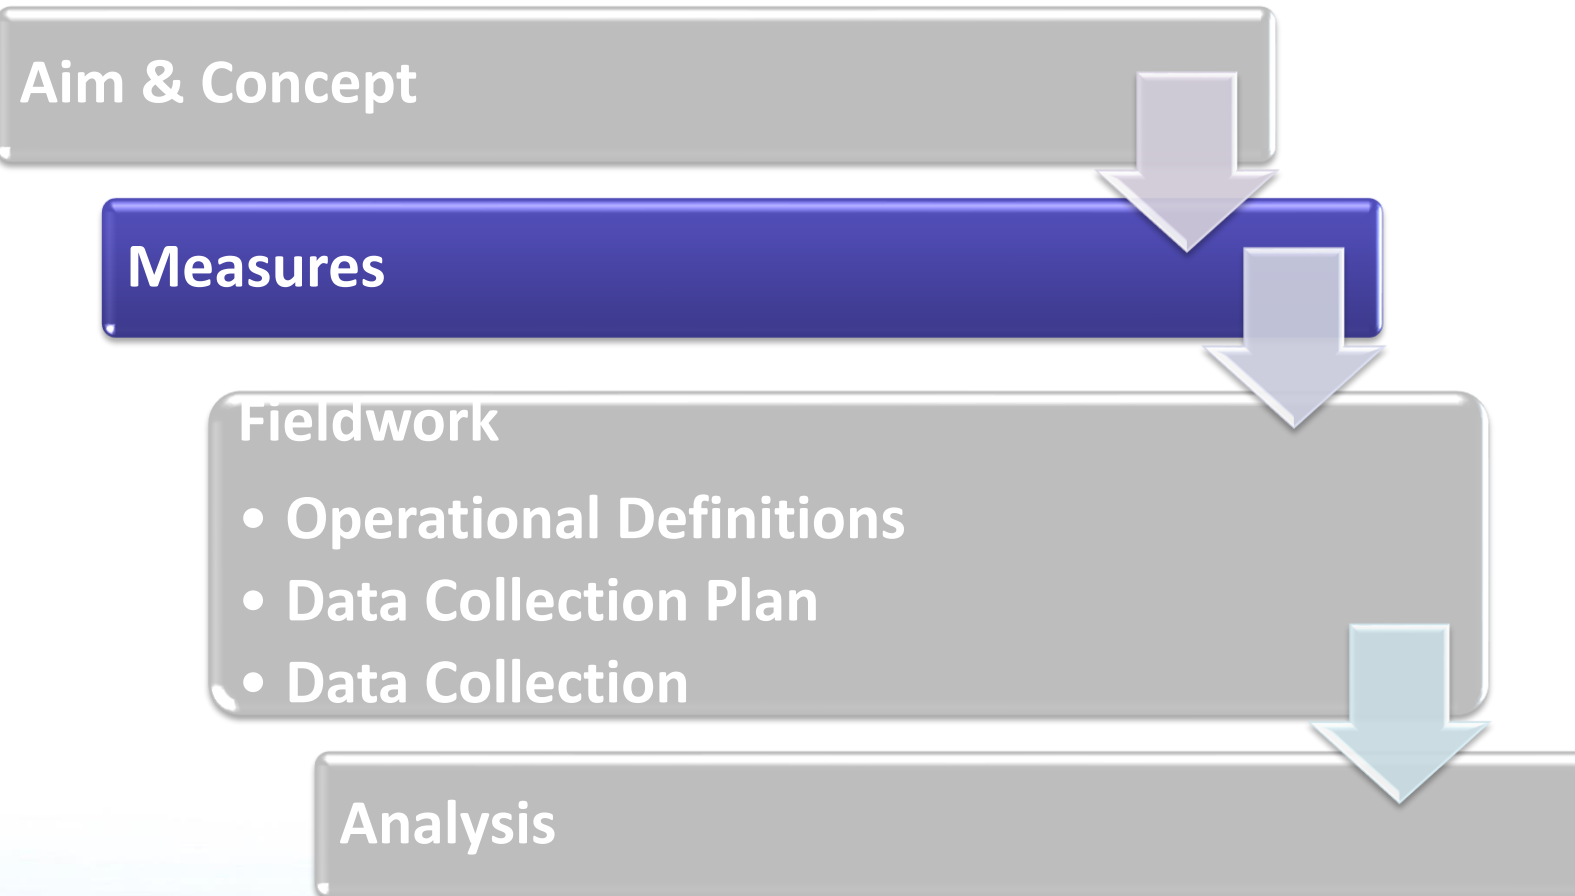 Aim & Concept
Measures
Fieldwork
• Operational Definitions
• Data Collection Plan
• Data Collection
Analysis